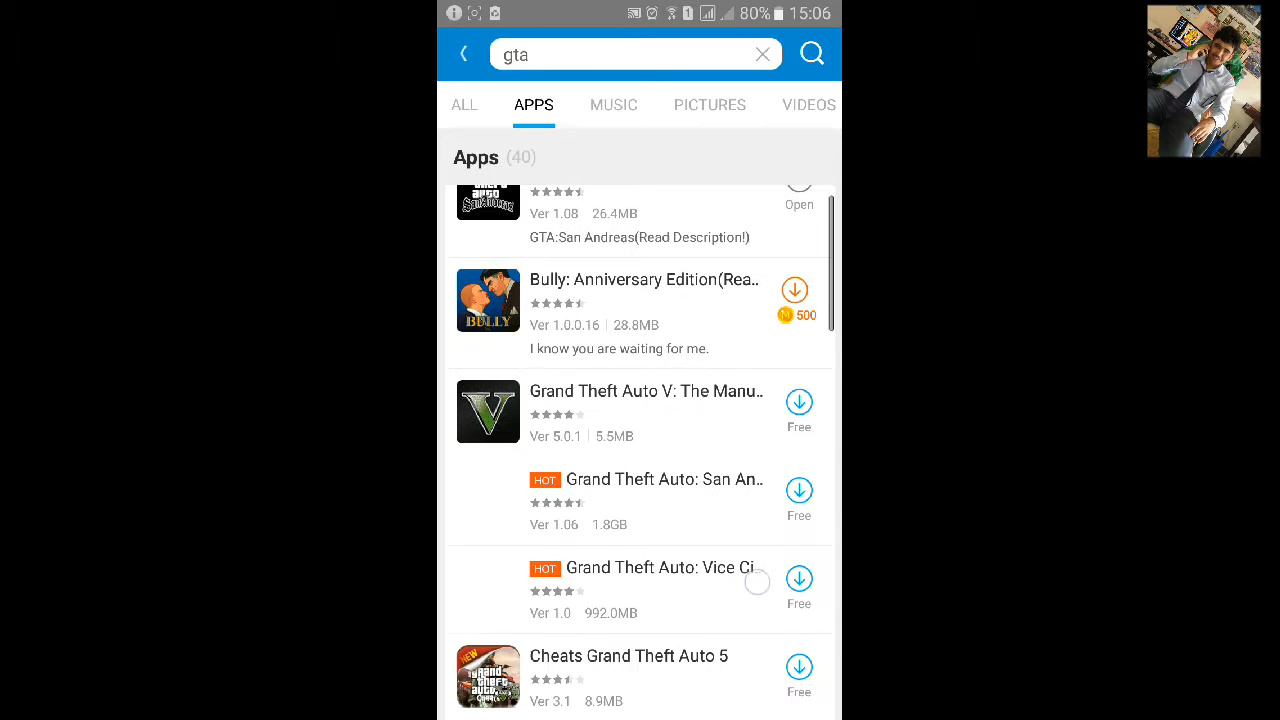 80% 15:06
gta
ALL APPS MUSIC PICTURES VIDEOS
Apps (40)
Open
Ver 1.08 26.4MB
GTA:San Andreas(Read Description!)
Bully: Anniversary Edition(Rea..
500
Ver 1.0.0.16 28.8MB
I know you are waiting for me.
BULLY
Grand Theft Auto V: The Manu..
Free
Ver 5.0.1 5.5MB
HOT Grand Theft Auto: San An..
Free
Ver 1.06 1.8GB
HOT Grand Theft Auto: Vice Ci..
Free
Ver 1.0 992.0MB
NEW
Cheats Grand Theft Auto 5
Free
Ver 3.1 8.9MB